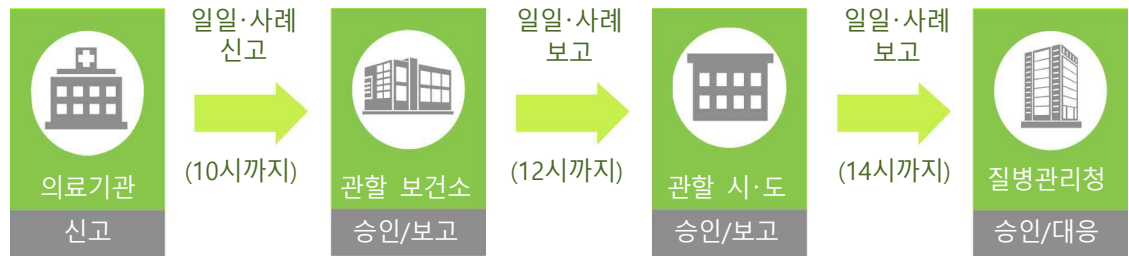 의료기관
신고
일일·사례
신고
(10시까지)
관할 보건소
승인/보고
일일·사례
보고
(12시까지)
관할 시·도
승인/보고
일일·사례
보고
(14시까지)
질병관리청
승인/대응